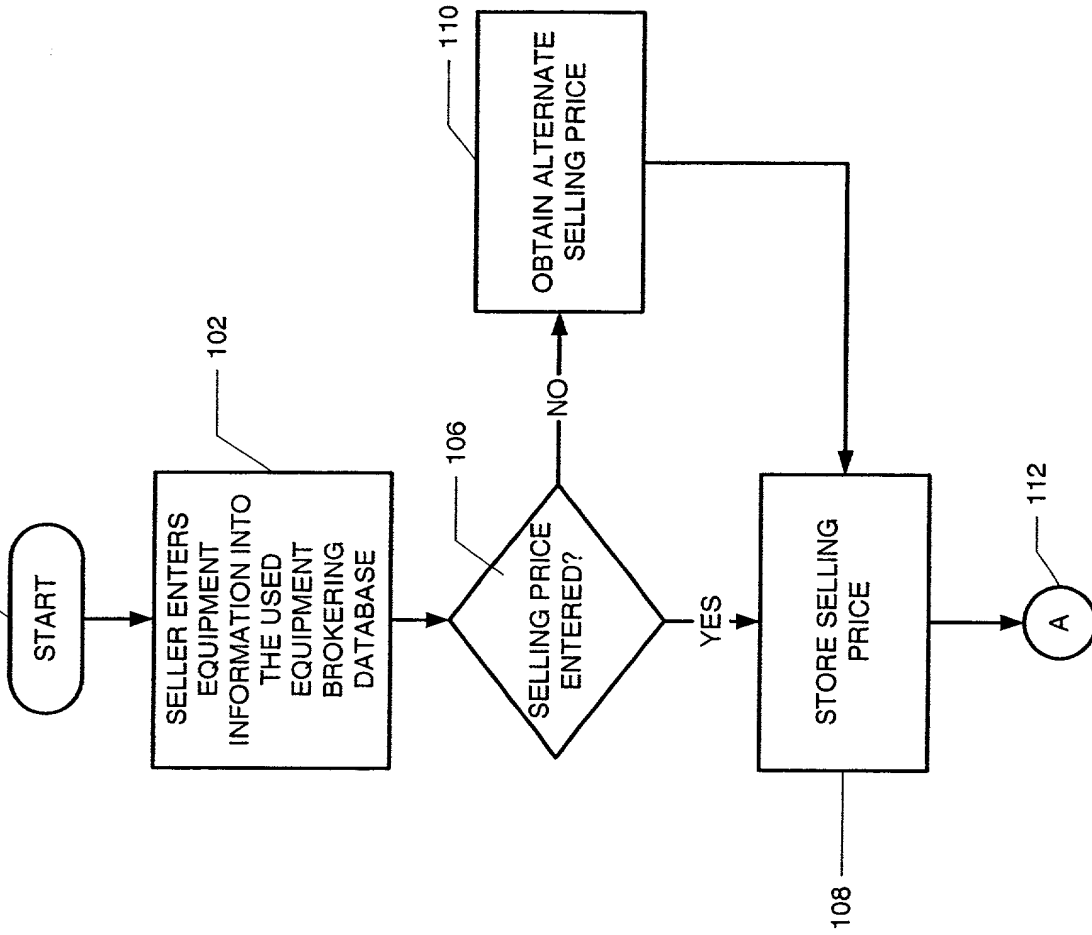 START
SELLER ENTERS
EQUIPMENT
INFORMATION INTO
THE USED
EQUIPMENT
BROKERING
DATABASE
102
SELLING PRICE
ENTERED?
106
NO
OBTAIN ALTERNATE
SELLING PRICE
110
YES
STORE SELLING
PRICE
108
A
112